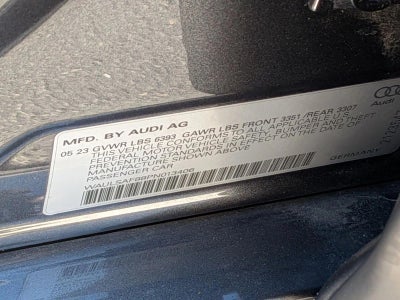 MFD. BY AUDI AG
05 23 GVWR LBS 6393 GAWR LBS FRONT 3361 / REAR 3307
THIS VEHICLE CONFORMS TO ALL APPLICABLE U.S.
FEDERAL MOTOR VEHICLE SAFETY-, BUMPER AND THEFT
PREVENTION STANDARDS IN EFFECT ON THE DATE OF
MANUFACTURE SHOWN ABOVE
PASSENGER CAR
GERMANY
Audi